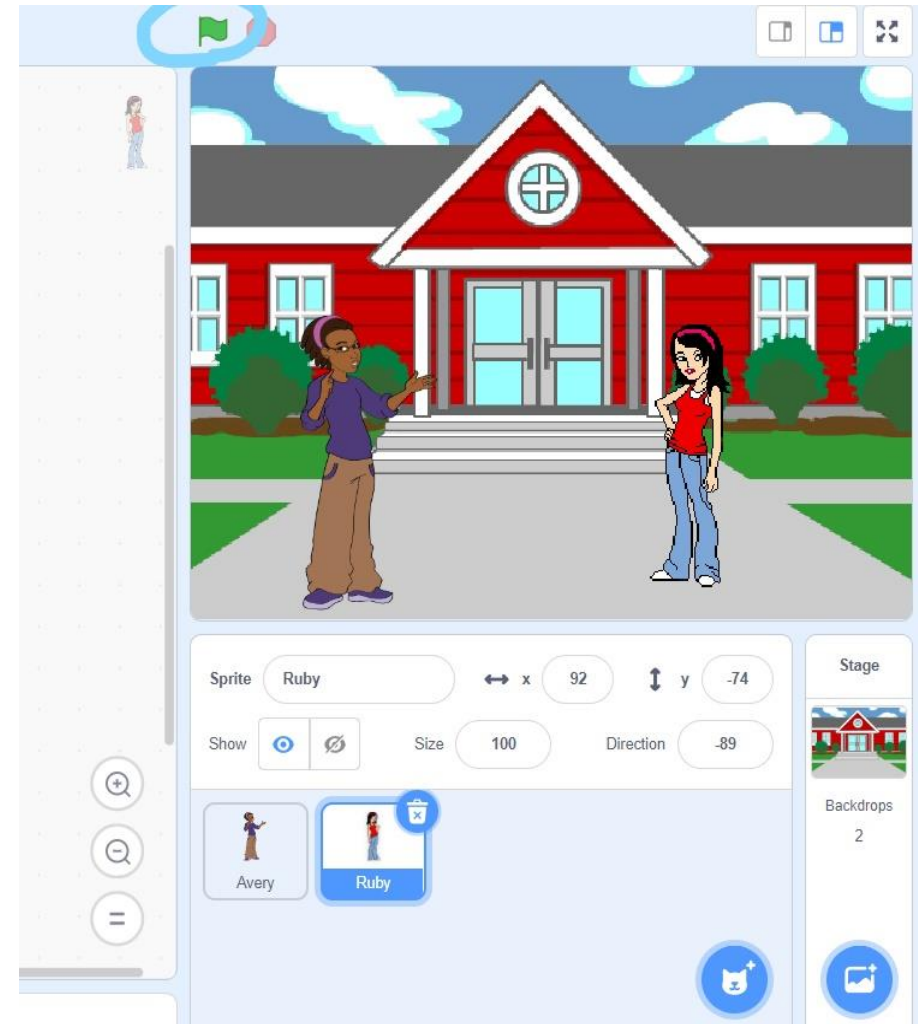 Sprite Ruby x 92 y -74
Show Size 100 Direction -89
Avery
Ruby
Stage
Backdrops
2